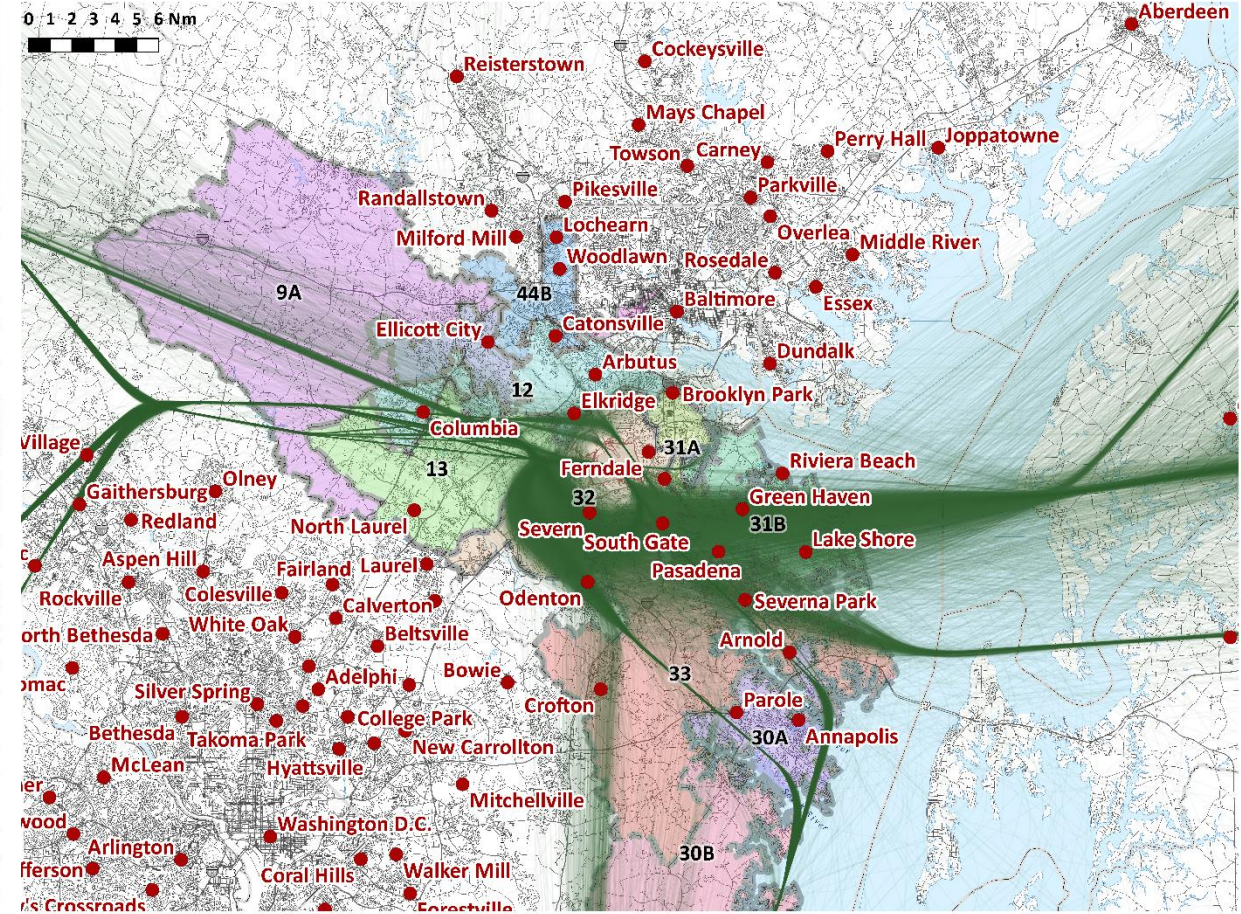 0 1 2 3 4 5 6 Nm
Aberdeen
Cockeysville
Reisterstown
Mays Chapel
Towson
Carney
Perry Hall
Joppatowne
Pikesville
Parkville
Randallstown
Lochearn
Overlea
Milford Mill
Middle River
Woodlawn
Rosedale
9A
44B
Baltimore
Essex
Ellicott City
Catonsville
Dundalk
Arbutus
12
Elkridge
Brooklyn Park
Columbia
Village
31A
13
Ferndale
Riviera Beach
Olney
Gaithersburg
32
Green Haven
Redland
North Laurel
Severn
31B
South Gate
Lake Shore
Aspen Hill
Fairland
Laurel
Pasadena
Rockville
Colesville
Odenton
Calverton
Severna Park
White Oak
orth Bethesda
Beltsville
Arnold
Bowie
33
omac
Adelphi
Silver Spring
Crofton
Parole
College Park
Bethesda
Takoma Park
30A
Annapolis
New Carrollton
Hyattsville
McLean
er
Mitchellville
River
wood
Washington D.C.
Arlington
30B
fferson
Coral Hills
Walker Mill
's Crossroads
Forestville